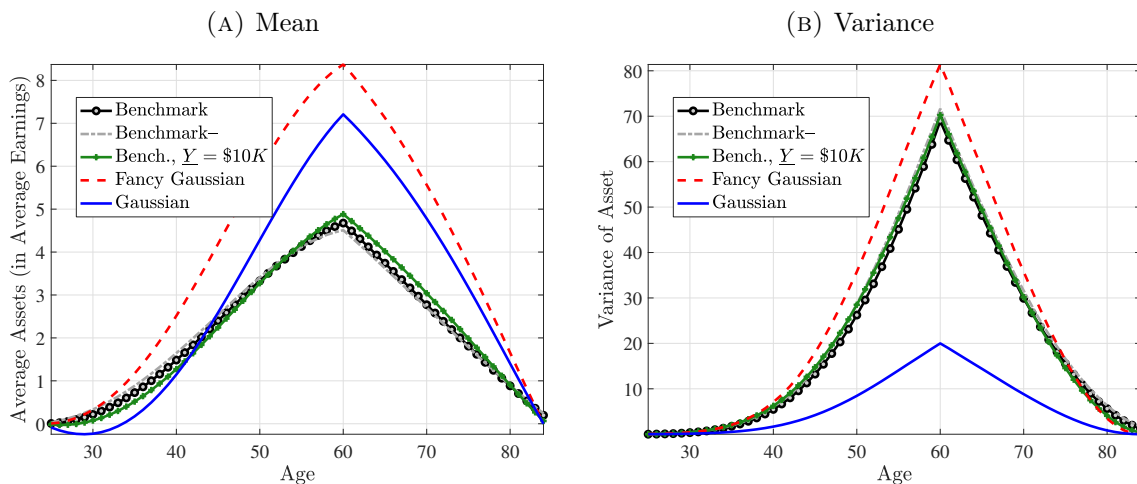 (A) Mean
Average Assets (in Average Earnings)
8
7
6
5
4
3
2
1
0
Benchmark
Benchmark–
Bench., Y = $10K
Fancy Gaussian
Gaussian
30 40 50 60 70 80
Age
(B) Variance
Variance of Asset
80
70
60
50
40
30
20
10
Benchmark
Benchmark–
Bench., Y = $10K
Fancy Gaussian
Gaussian
30 40 50 60 70 80
Age